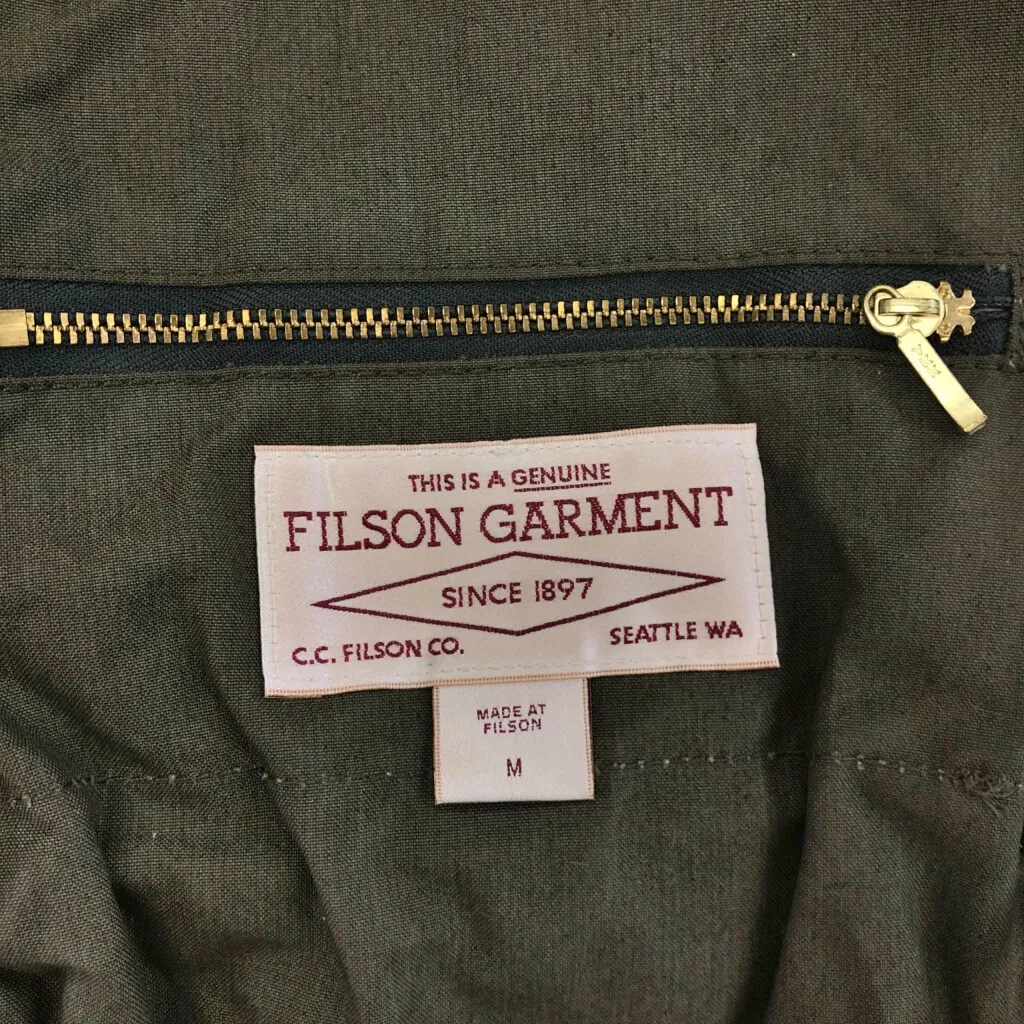 THIS IS A GENUINE
FILSON GARMENT
SINCE 1897
C.C. FILSON CO. SEATTLE WA
MADE AT
FILSON
M